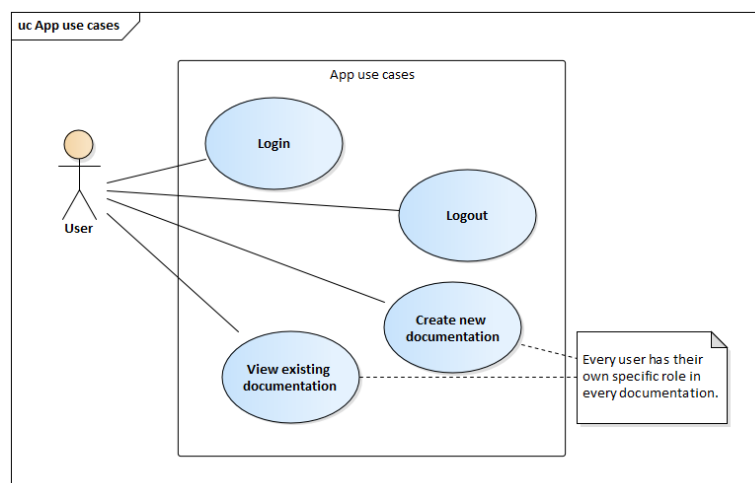 uc App use cases
App use cases
Login
User
Logout
Create new
documentation
View existing
documentation
Every user has their
own specific role in
every documentation.